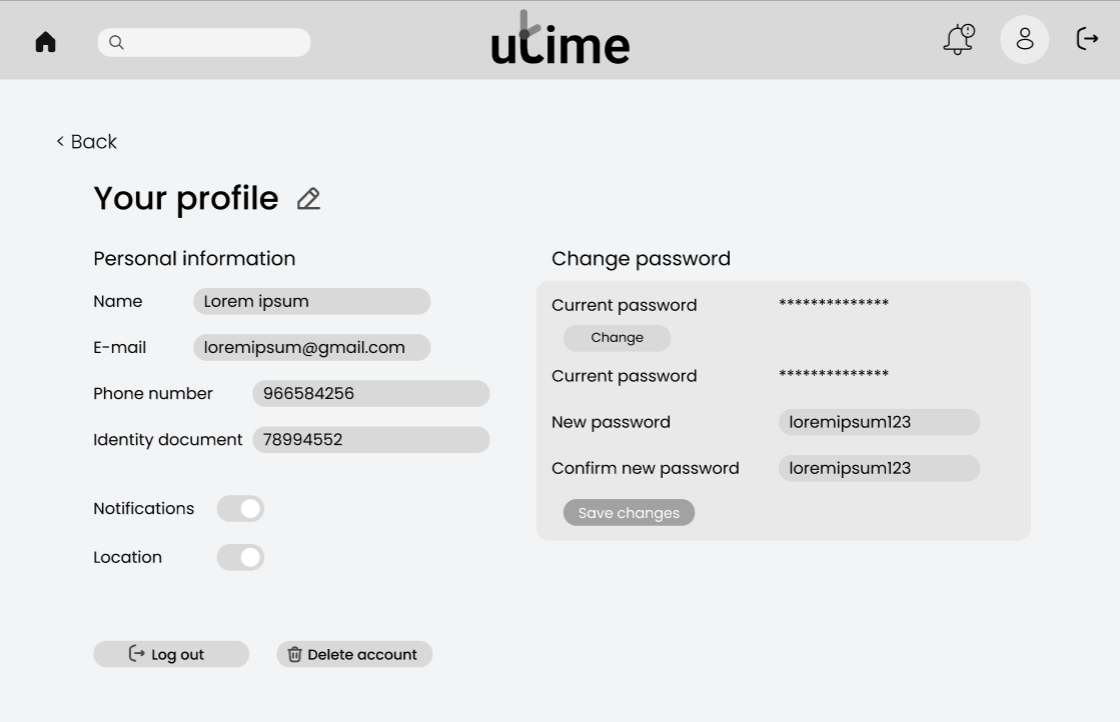 utime
< Back
Your profile
Personal information
Name Lorem ipsum
E-mail loremipsum@gmail.com
Phone number 966584256
Identity document 78994552
Notifications
Location
Log out Delete account
Change password
Current password **************
Change
Current password **************
New password loremipsum123
Confirm new password loremipsum123
Save changes